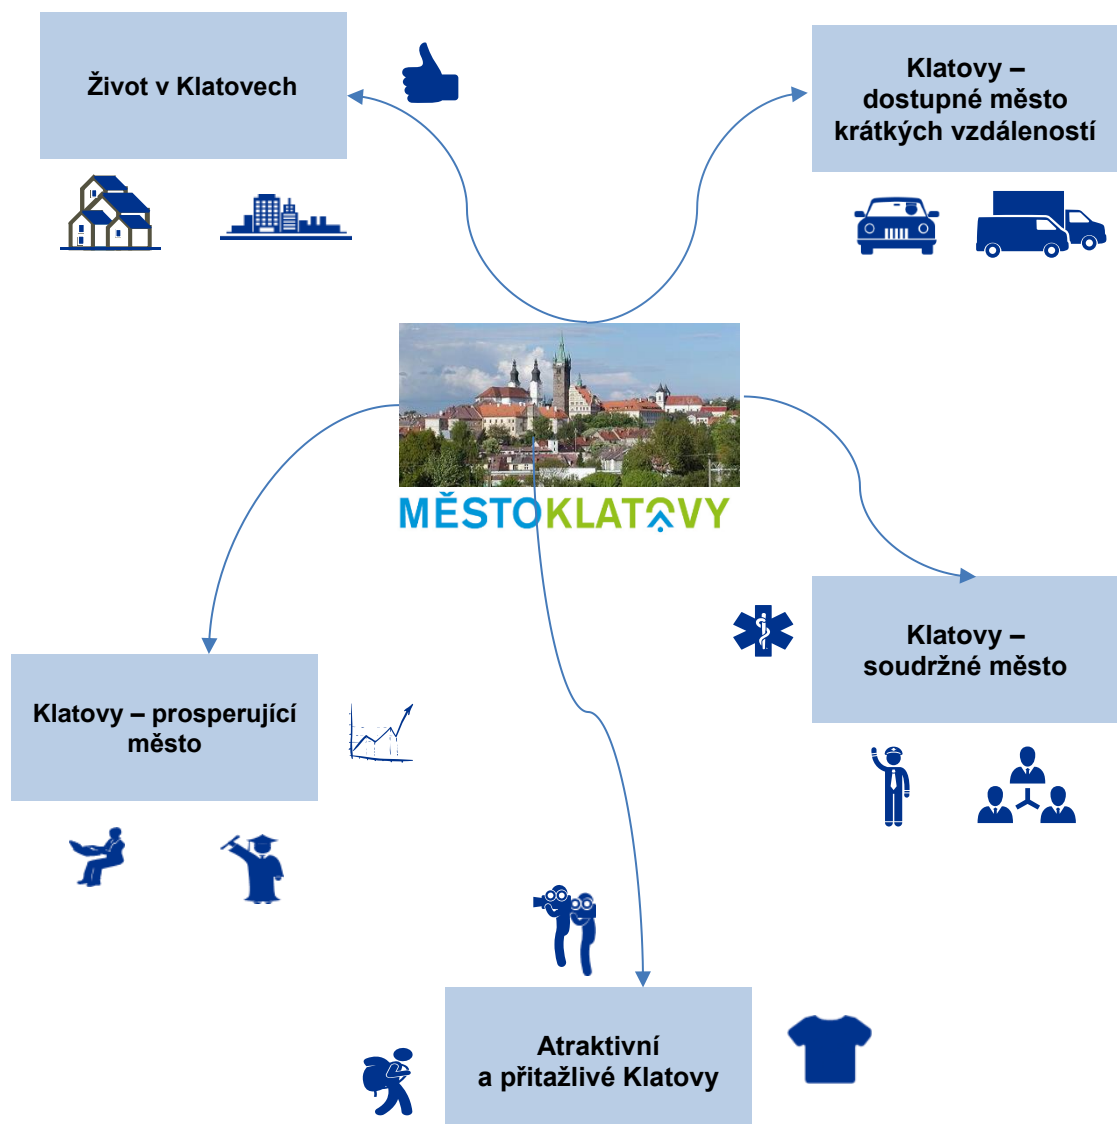 Život v Klatovech
Klatovy –
dostupné město
krátkých vzdáleností
MĚSTOKLATOVY
Klatovy –
soudržné město
Klatovy – prosperující
město
Atraktivní
a přitažlivé Klatovy